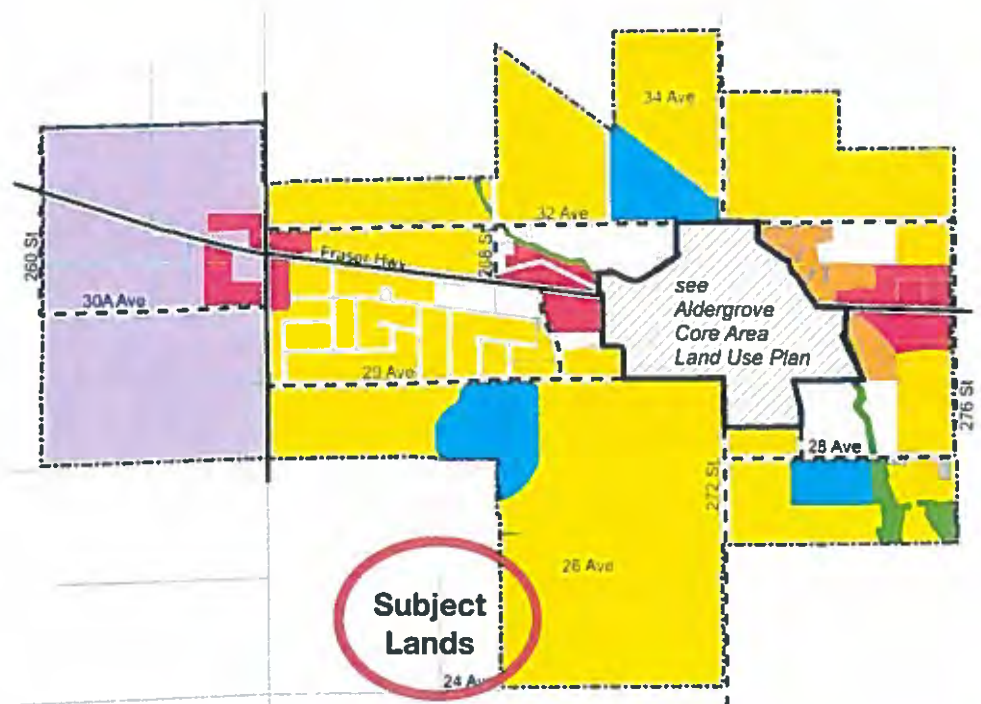 34 Ave
32 Ave
260 St
268 St
Fraser Hwy
30A Ave
see
Aldergrove
Core Area
Land Use Plan
29 Ave
276 St
28 Ave
272 St
26 Ave
Subject
Lands
24 Ave